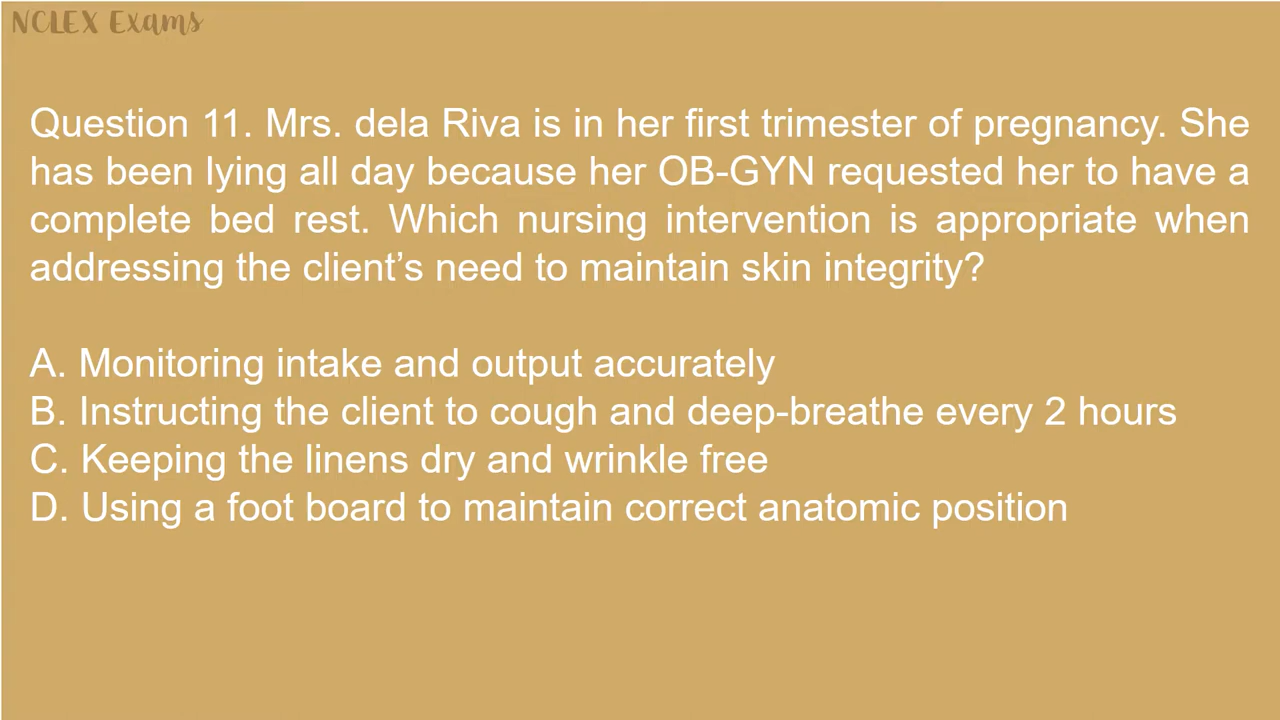 NCLEX Exams
Question 11. Mrs. dela Riva is in her first trimester of pregnancy. She
has been lying all day because her OB-GYN requested her to have a
complete bed rest. Which nursing intervention is appropriate when
addressing the client’s need to maintain skin integrity?
A. Monitoring intake and output accurately
B. Instructing the client to cough and deep-breathe every 2 hours
C. Keeping the linens dry and wrinkle free
D. Using a foot board to maintain correct anatomic position